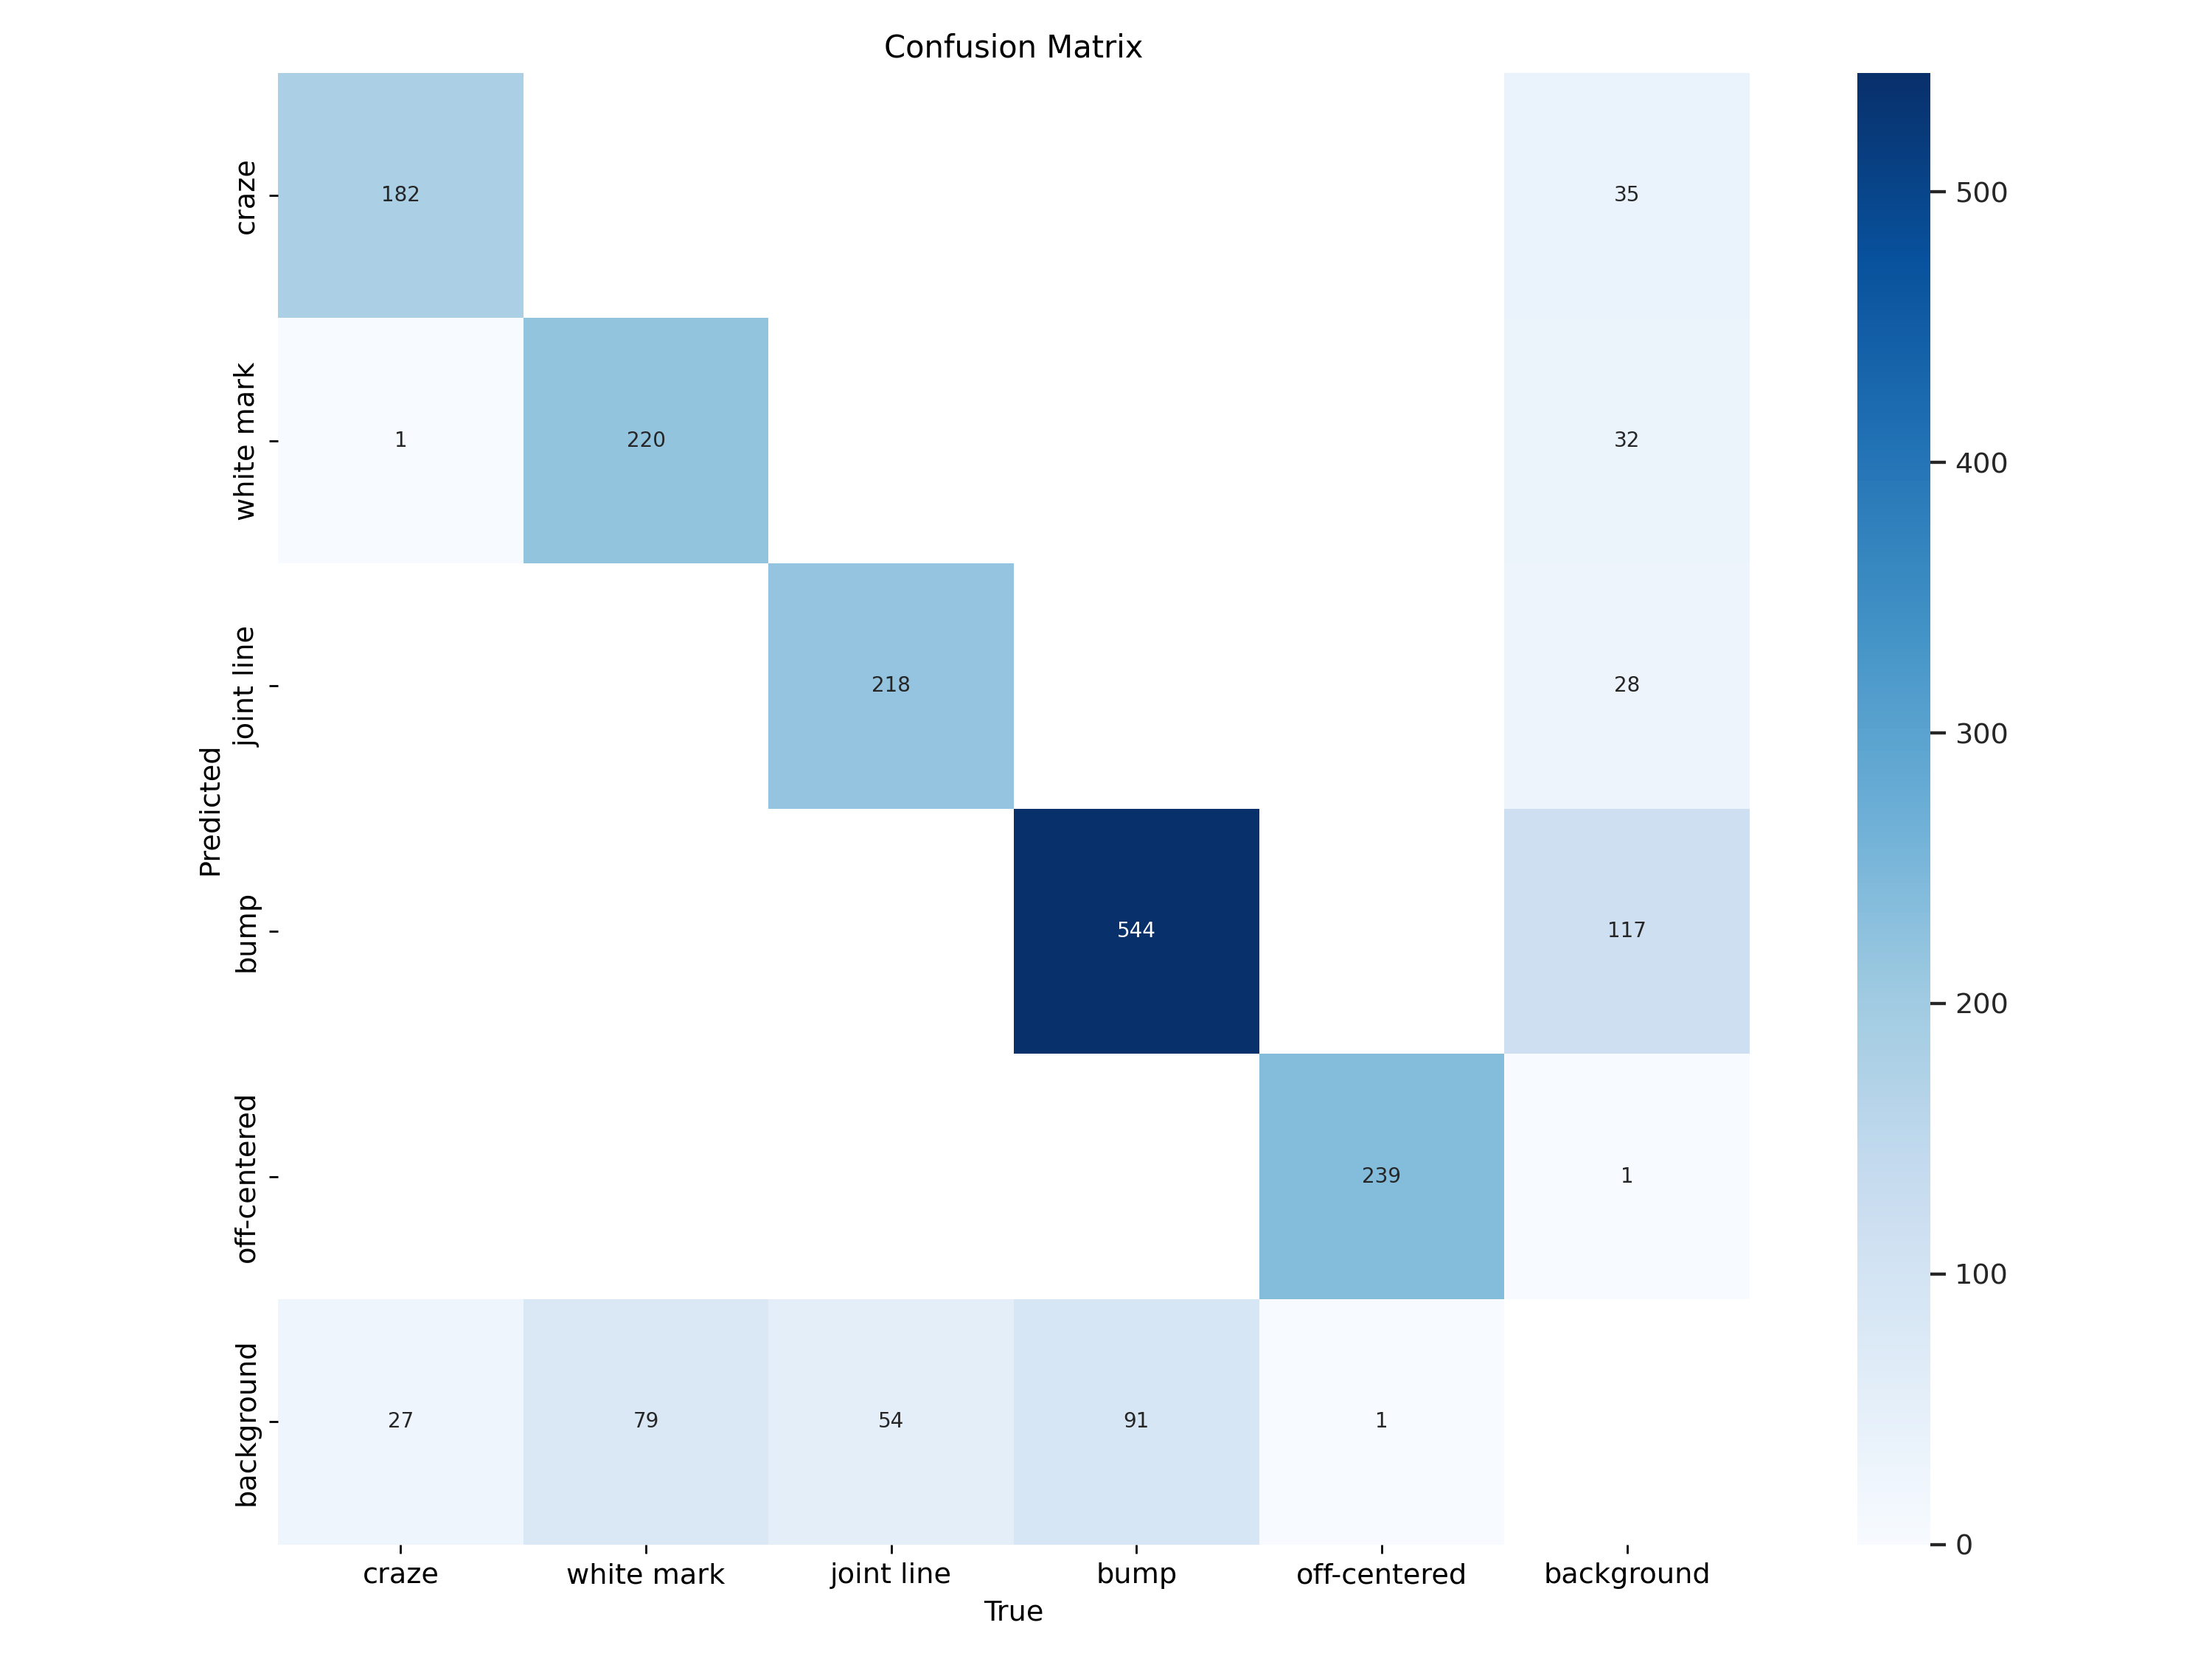 Confusion Matrix
craze
182
35
500
white mark
1
220
32
400
joint line
218
28
300
Predicted
bump
544
117
200
off-centered
239
1
100
background
27
79
54
91
1
0
craze
white mark
joint line
bump
off-centered
background
True